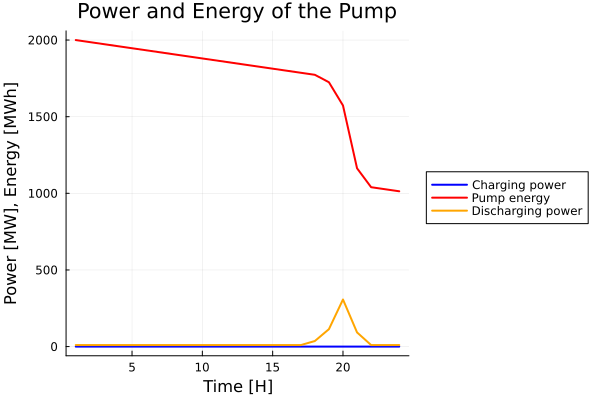 Power and Energy of the Pump
Power [MW], Energy [MWh]
2000
1500
1000
500
0
5 10 15 20
Time [H]
Charging power
Pump energy
Discharging power